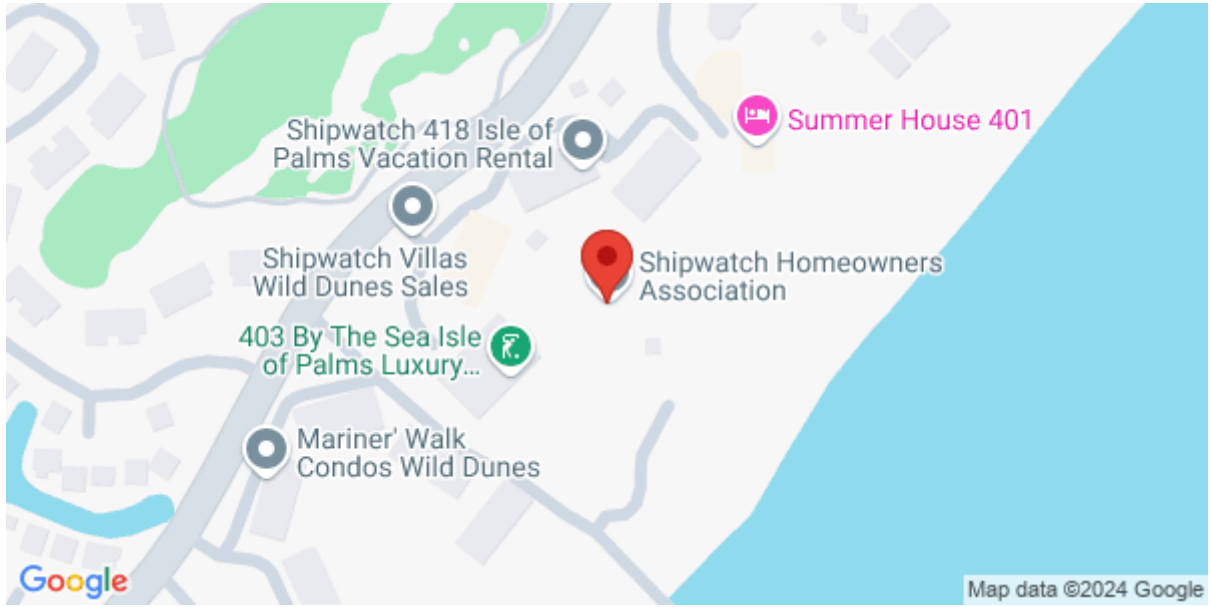 Shipwatch 418 Isle of
Palms Vacation Rental
Summer House 401
Shipwatch Villas
Wild Dunes Sales
Shipwatch Homeowners
Association
403 By The Sea Isle
of Palms Luxury...
Mariner' Walk
Condos Wild Dunes
Google
Map data ©2024 Google